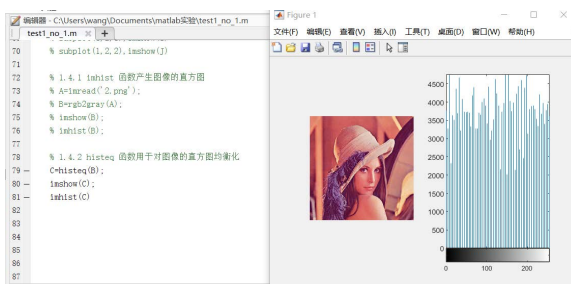 编辑器 - C:\Users\wang\Documents\matlab实验\test1_no_1.m
test1_no_1.m × +
70 % subplot(1,2,2),imshow(J)
71
72 % 1.4.1 imhist 函数产生图像的直方图
73 % A=imread('2.png');
74 % B=rgb2gray(A);
75 % imshow(B);
76 % imhist(B);
77
78 % 1.4.2 histeq 函数用于对图像的直方图均衡化
79 — C=histeq(B);
80 — imshow(C);
81 — imhist(C)
82
83
84
85
86
87
Figure 1
文件(F) 编辑(E) 查看(V) 插入(I) 工具(T) 桌面(D) 窗口(W) 帮助(H)
4500
4000
3500
3000
2500
2000
1500
1000
500
0
0 100 200